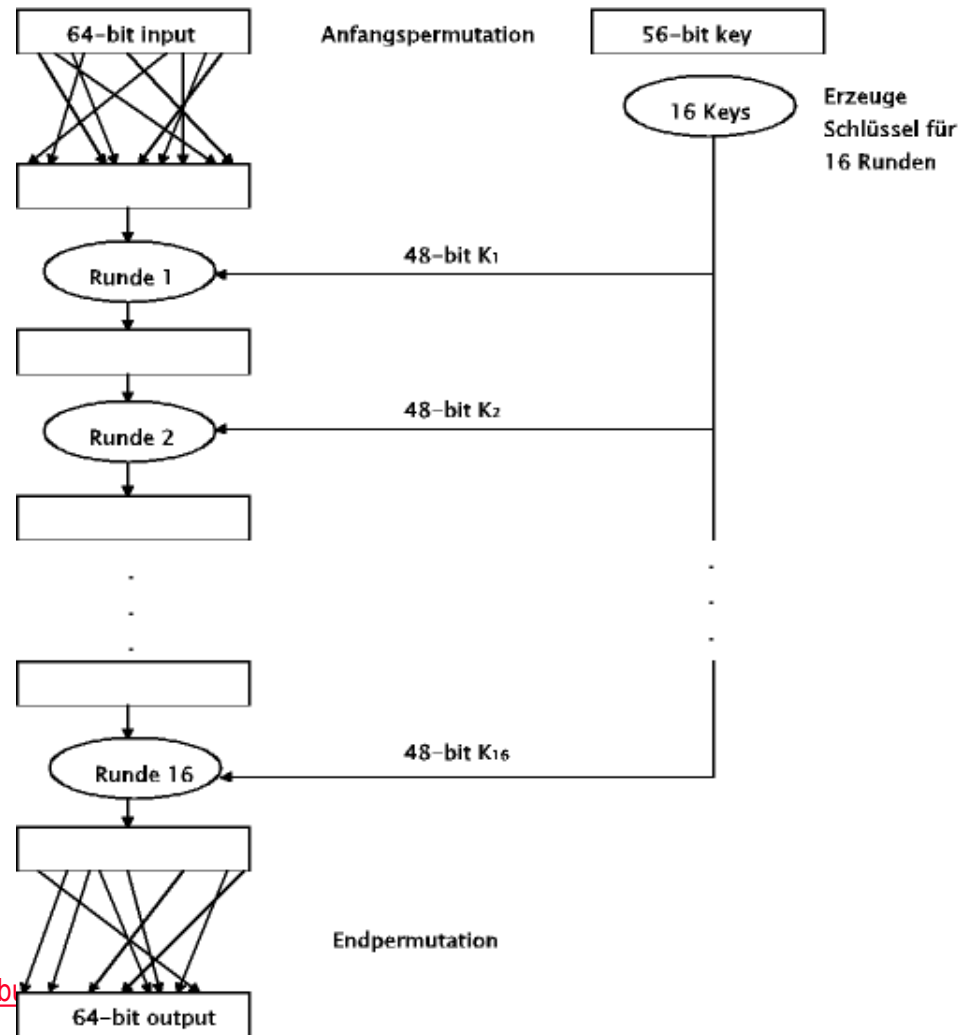 64-bit input
Anfangspermutation
56-bit key
16 Keys
Erzeuge
Schlüssel für
16 Runden
Runde 1
48-bit K₁
Runde 2
48-bit K₂
Runde 16
48-bit K₁₆
Endpermutation
64-bit output